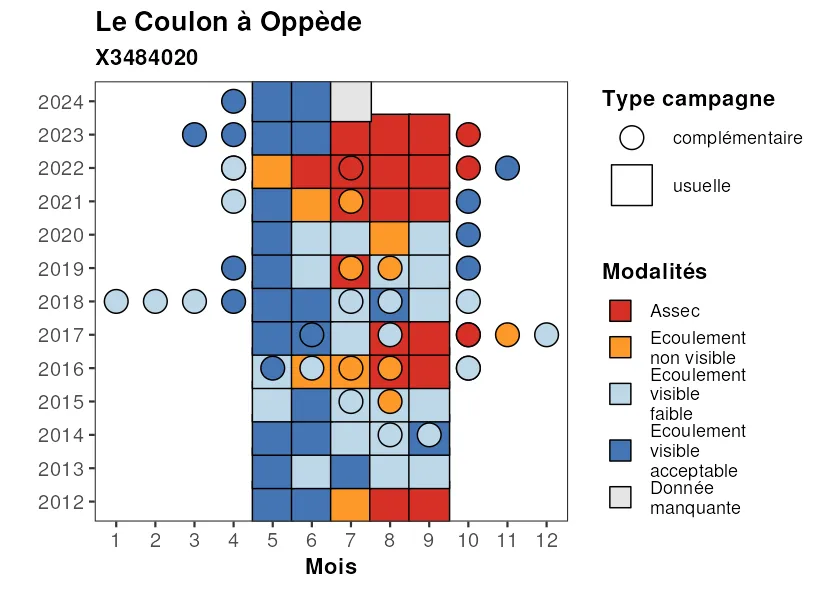 Le Coulon à Oppède
X3484020
2024
2023
2022
2021
2020
2019
2018
2017
2016
2015
2014
2013
2012
1 2 3 4 5 6 7 8 9 10 11 12
Mois
Type campagne
complémentaire
usuelle
Modalités
Assec
Ecoulement
non visible
Ecoulement
visible
faible
Ecoulement
visible
acceptable
Donnée
manquante